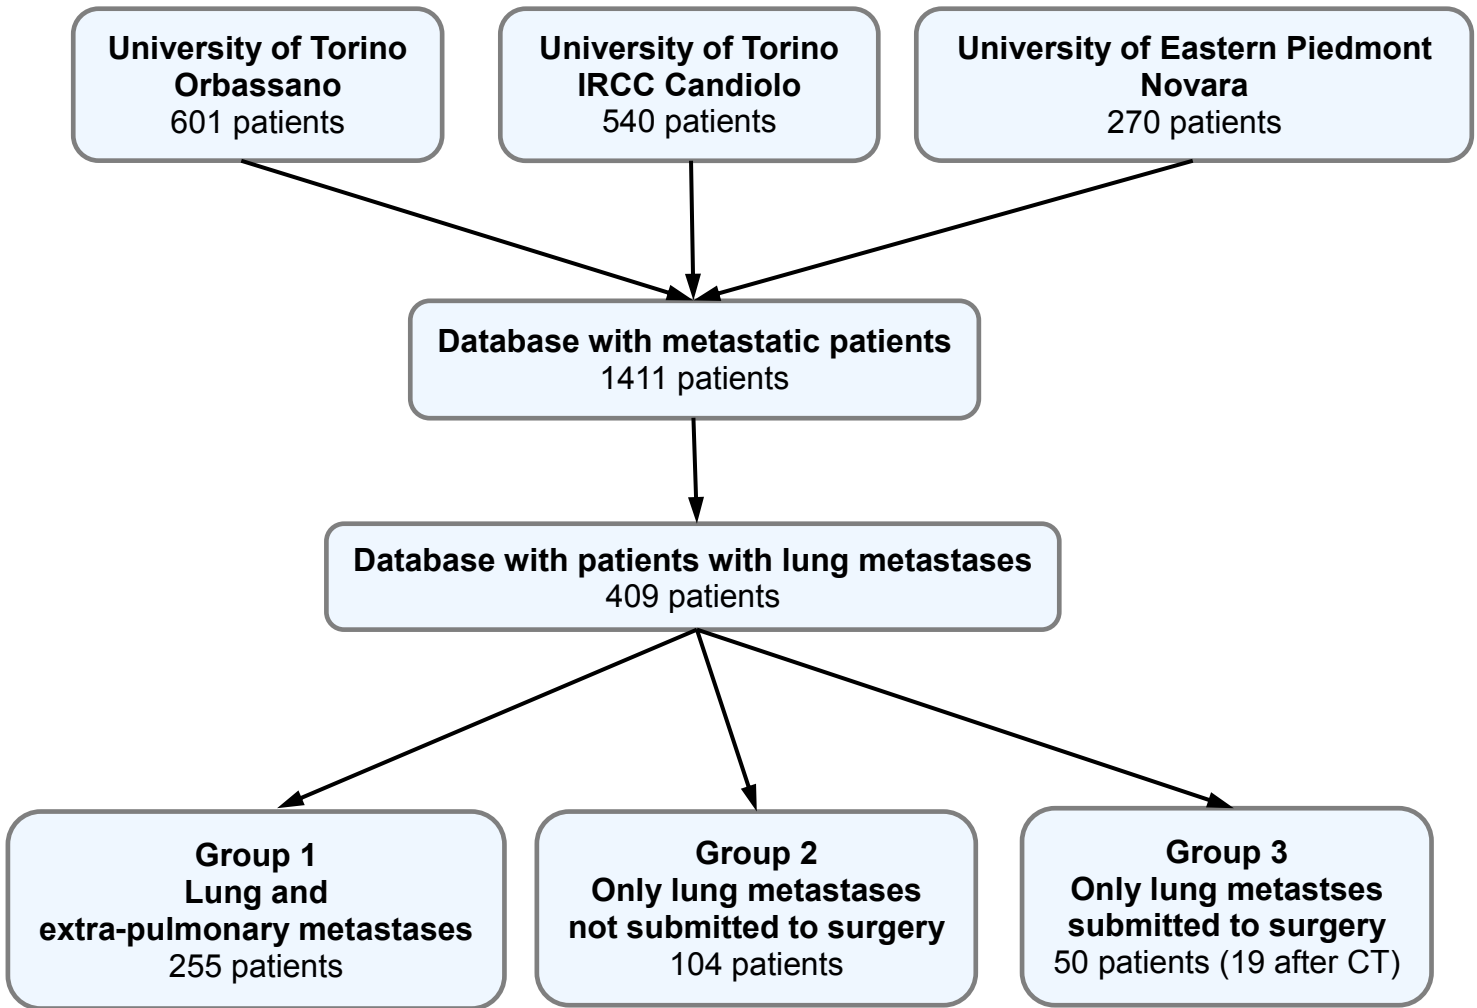 University of Torino
Orbassano
601 patients
University of Torino
IRCC Candiolo
540 patients
University of Eastern Piedmont
Novara
270 patients
Database with metastatic patients
1411 patients
Database with patients with lung metastases
409 patients
Group 1
Lung and
extra-pulmonary metastases
255 patients
Group 2
Only lung metastases
not submitted to surgery
104 patients
Group 3
Only lung metastses
submitted to surgery
50 patients (19 after CT)